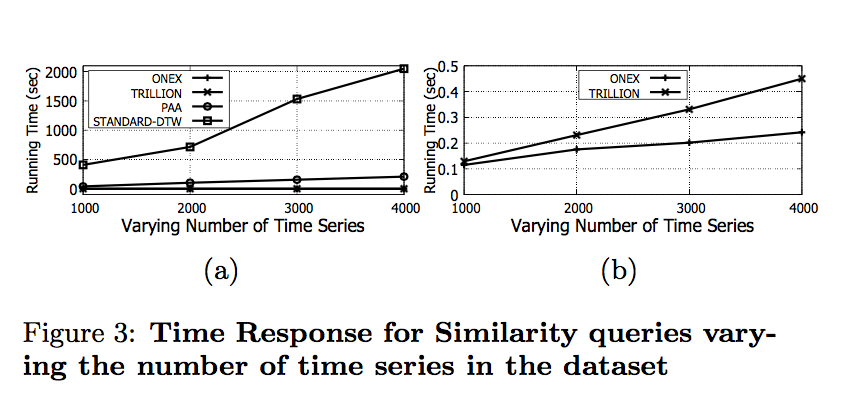 Running Time (sec)
2000
1500
1000
500
0
ONEX
TRILLION
PAA
STANDARD-DTW
1000 2000 3000 4000
Varying Number of Time Series
(a)
Running Time (sec)
0.5
0.4
0.3
0.2
0.1
0
ONEX
TRILLION
1000 2000 3000 4000
Varying Number of Time Series
(b)
Figure 3: Time Response for Similarity queries vary-
ing the number of time series in the dataset